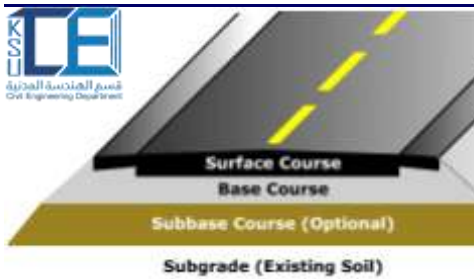 KSU
CE
قسم الهندسة المدنية
Civil Engineering Department
Surface Course
Base Course
Subbase Course (Optional)
Subgrade (Existing Soil)